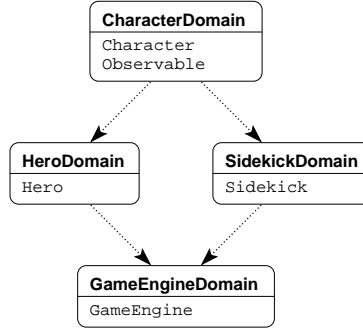 CharacterDomain
Character
Observable
HeroDomain
Hero
SidekickDomain
Sidekick
GameEngineDomain
GameEngine